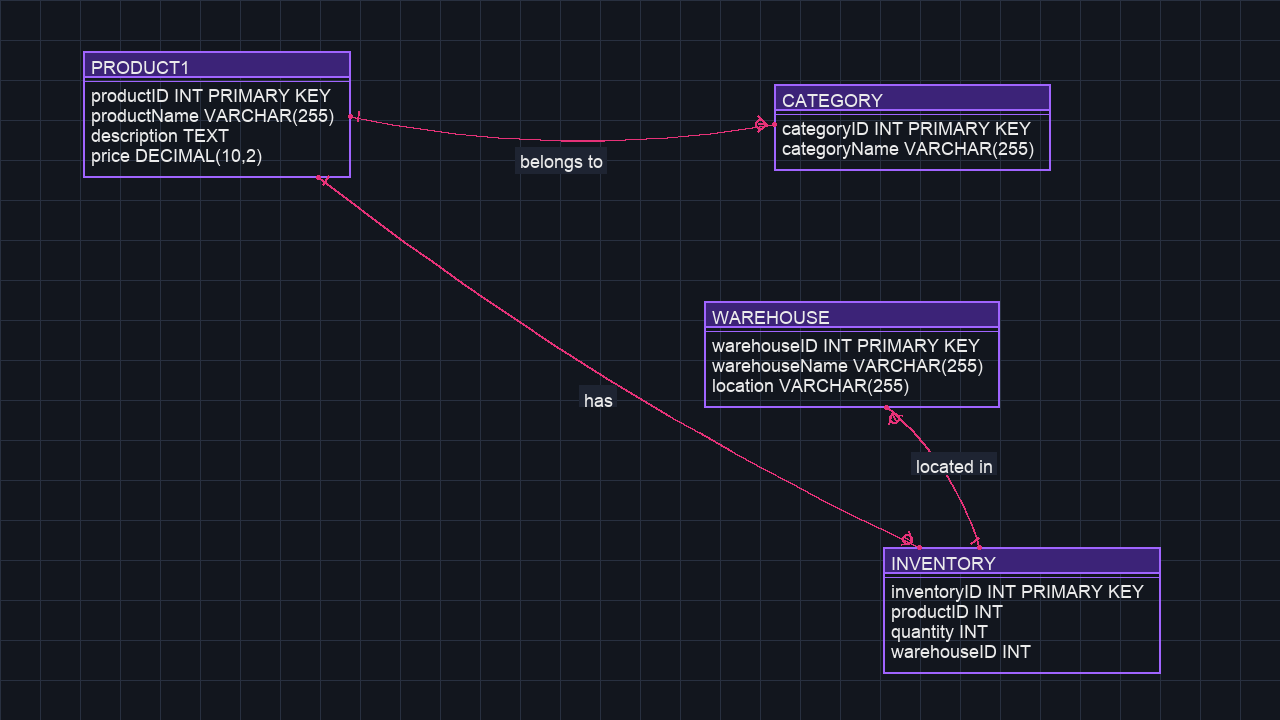 PRODUCT1
productID INT PRIMARY KEY
productName VARCHAR(255)
description TEXT
price DECIMAL(10,2)
belongs to
CATEGORY
categoryID INT PRIMARY KEY
categoryName VARCHAR(255)
WAREHOUSE
warehouseID INT PRIMARY KEY
warehouseName VARCHAR(255)
location VARCHAR(255)
has
located in
INVENTORY
inventoryID INT PRIMARY KEY
productID INT
quantity INT
warehouseID INT